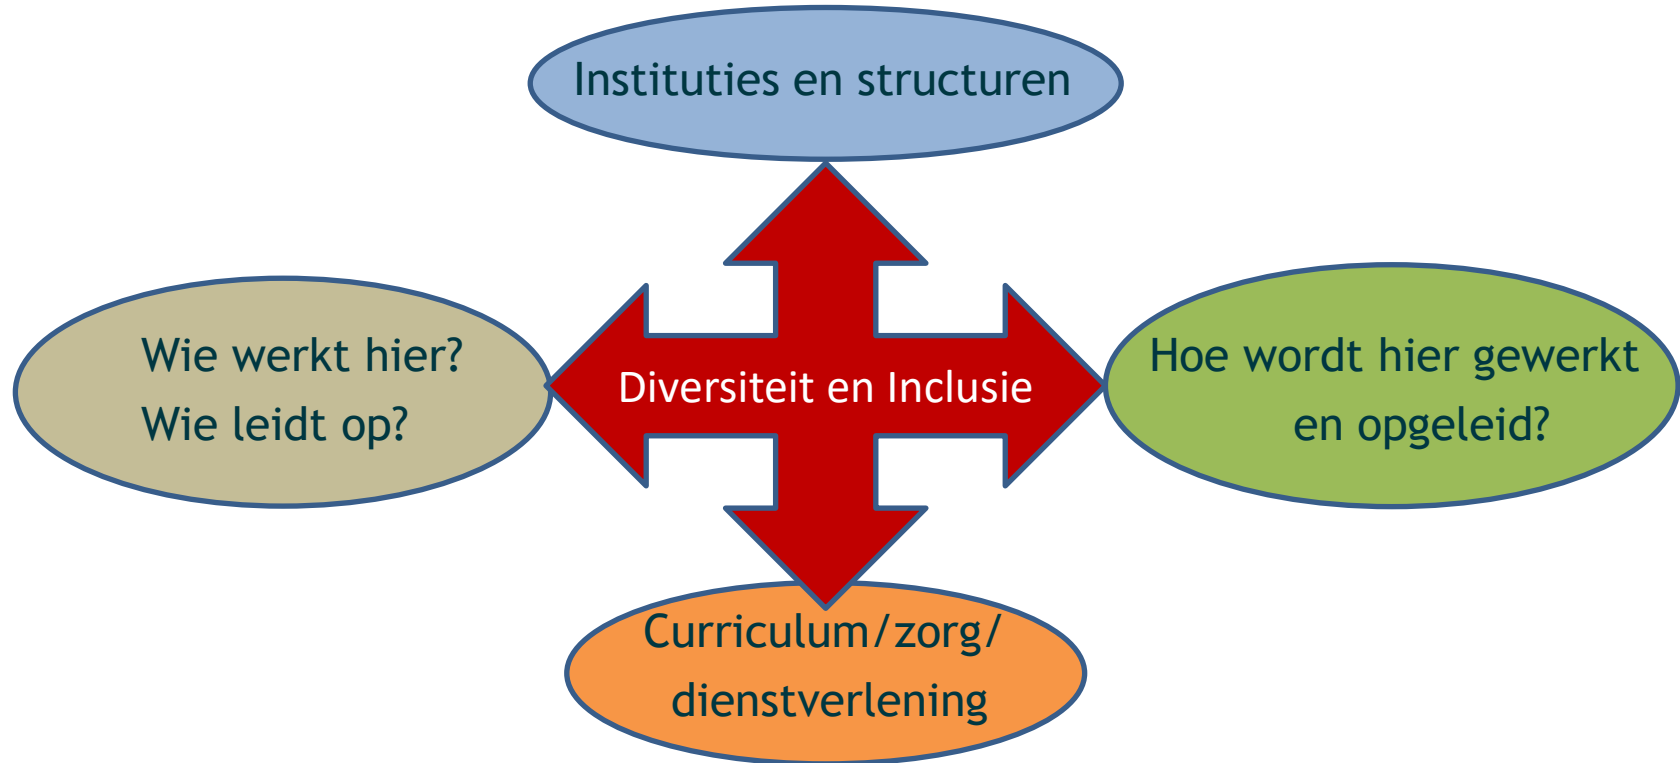 Instituties en structuren
Wie werkt hier?
Wie leidt op?
Diversiteit en Inclusie
Hoe wordt hier gewerkt
en opgeleid?
Curriculum/zorg/
dienstverlening